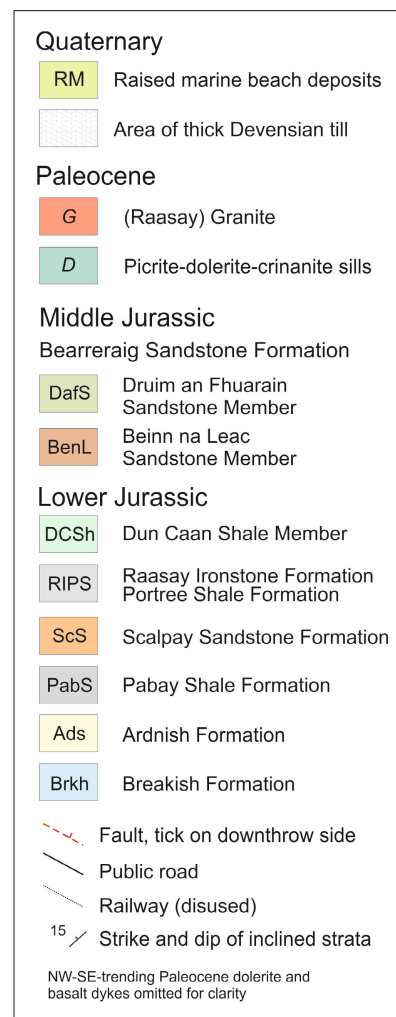 Quaternary
RM Raised marine beach deposits
Area of thick Devensian till
Paleocene
G (Raasay) Granite
D Picrite-dolerite-crinanite sills
Middle Jurassic
Bearreraig Sandstone Formation
DafS Druim an Fhuarain
Sandstone Member
BenL Beinn na Leac
Sandstone Member
Lower Jurassic
DCSh Dun Caan Shale Member
RIPS Raasay Ironstone Formation
Portree Shale Formation
ScS Scalpay Sandstone Formation
PabS Pabay Shale Formation
Ads Ardnish Formation
Brkh Breakish Formation
Fault, tick on downthrow side
Public road
Railway (disused)
15 Strike and dip of inclined strata
NW-SE-trending Paleocene dolerite and
basalt dykes omitted for clarity